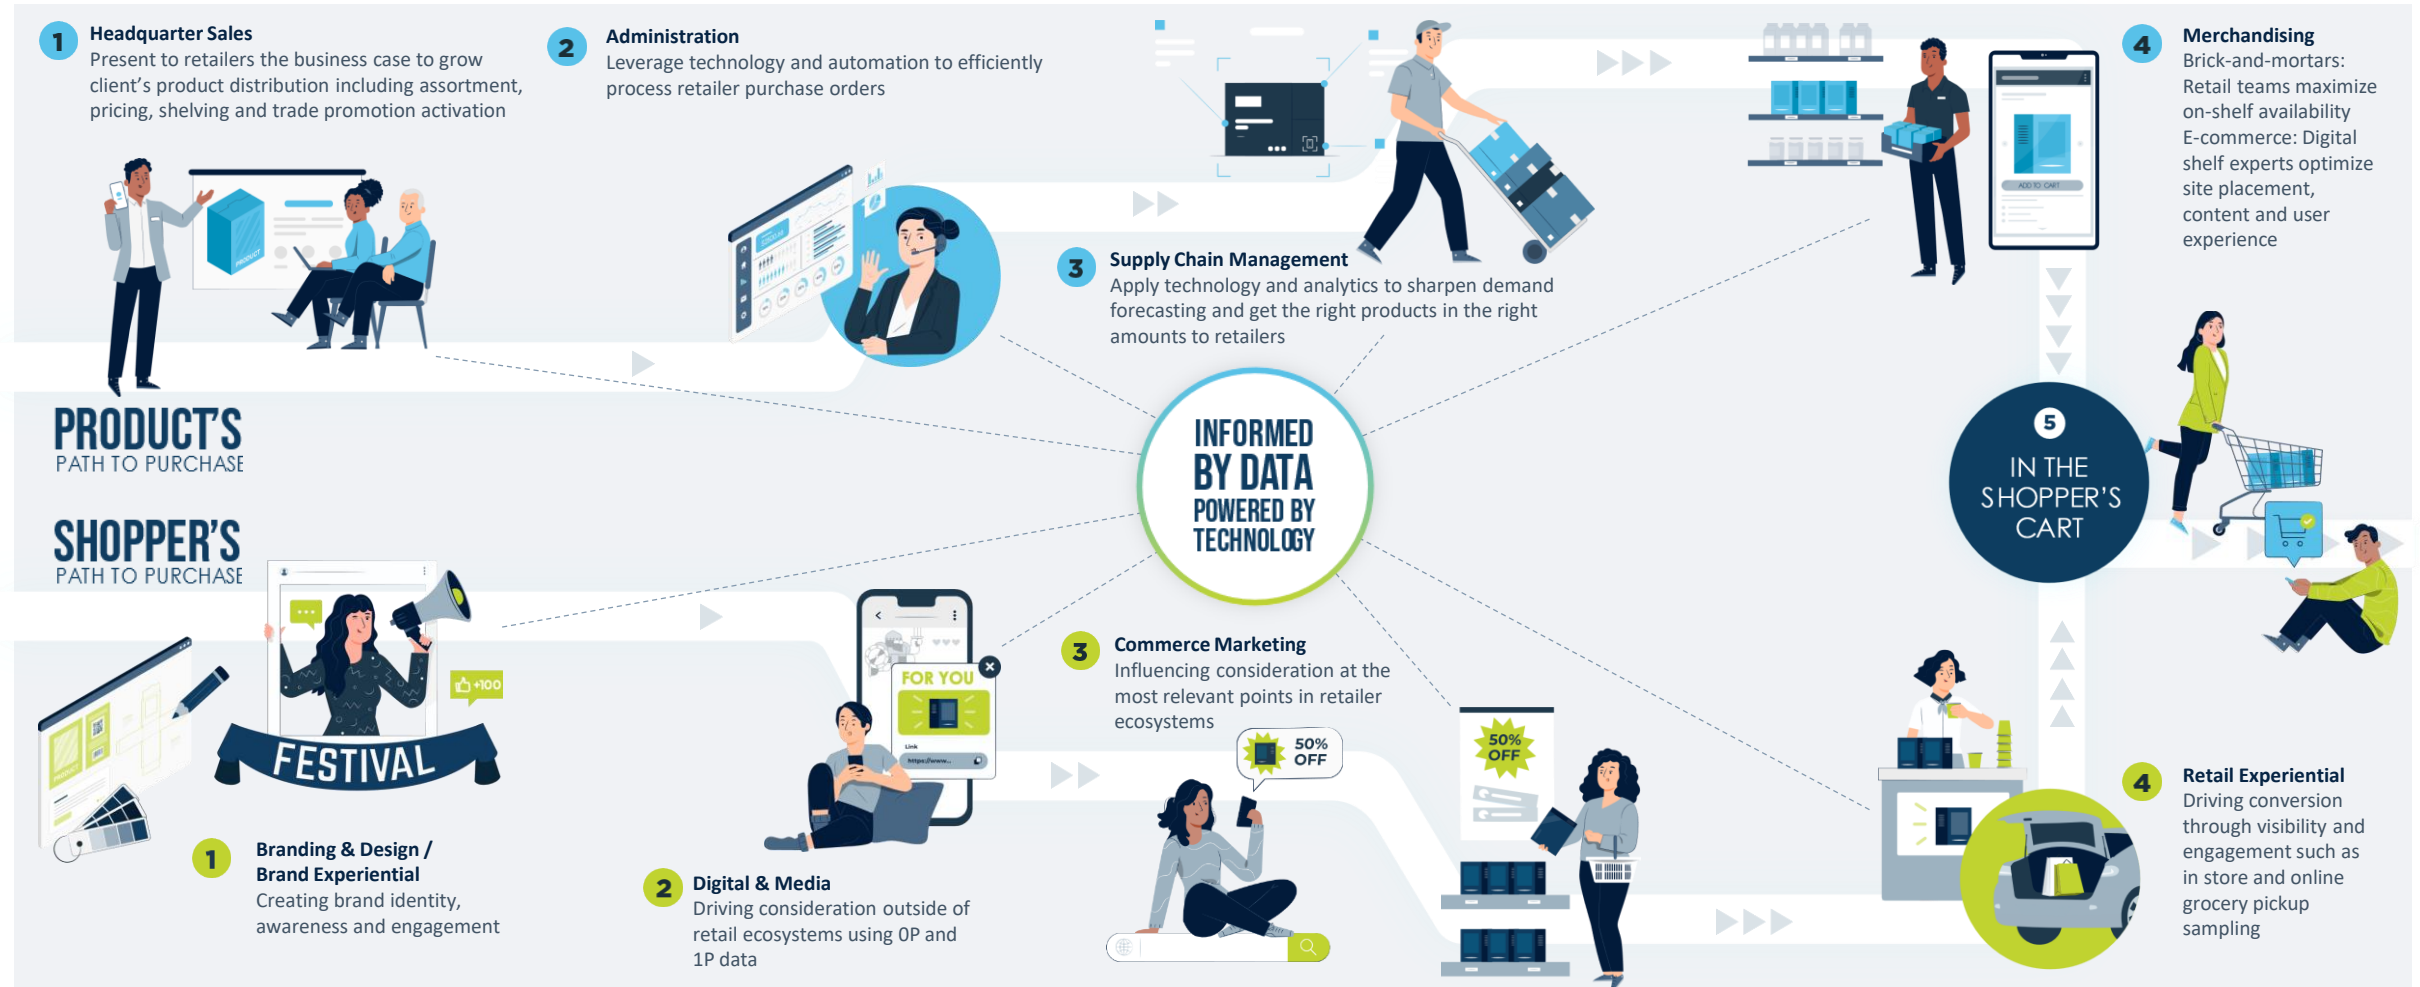 1
Headquarter Sales
Present to retailers the business case to grow
client's product distribution including assortment,
pricing, shelving and trade promotion activation
2
Administration
Leverage technology and automation to efficiently
process retailer purchase orders
3
Supply Chain Management
Apply technology and analytics to sharpen demand
forecasting and get the right products in the right
amounts to retailers
4
Merchandising
Brick-and-mortars:
Retail teams maximize
on-shelf availability
E-commerce: Digital
shelf experts optimize
site placement,
content and user
experience
PRODUCT
ADD TO CART
PRODUCT'S
PATH TO PURCHASE
SHOPPER'S
PATH TO PURCHASE
INFORMED
BY DATA
POWERED BY
TECHNOLOGY
5
IN THE
SHOPPER'S
CART
PRODUCT
+100
FESTIVAL
1
Branding & Design /
Brand Experiential
Creating brand identity,
awareness and engagement
FOR YOU
Link
https://www...
2
Digital & Media
Driving consideration outside of
retail ecosystems using 0P and
1P data
3
Commerce Marketing
Influencing consideration at the
most relevant points in retailer
ecosystems
50%
OFF
50%
OFF
4
Retail Experiential
Driving conversion
through visibility and
engagement such as
in store and online
grocery pickup
sampling